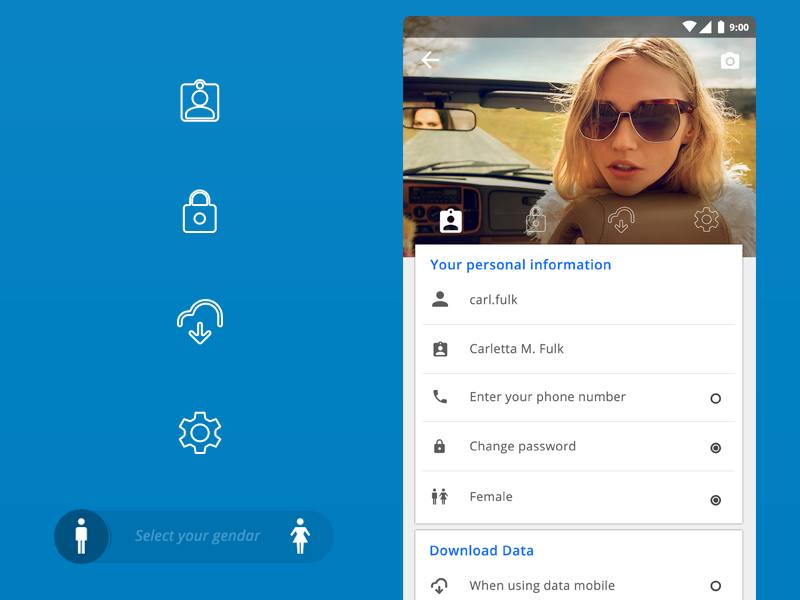 Select your gendar
9:00
Your personal information
carl.fulk
Carletta M. Fulk
Enter your phone number
Change password
Female
Download Data
When using data mobile